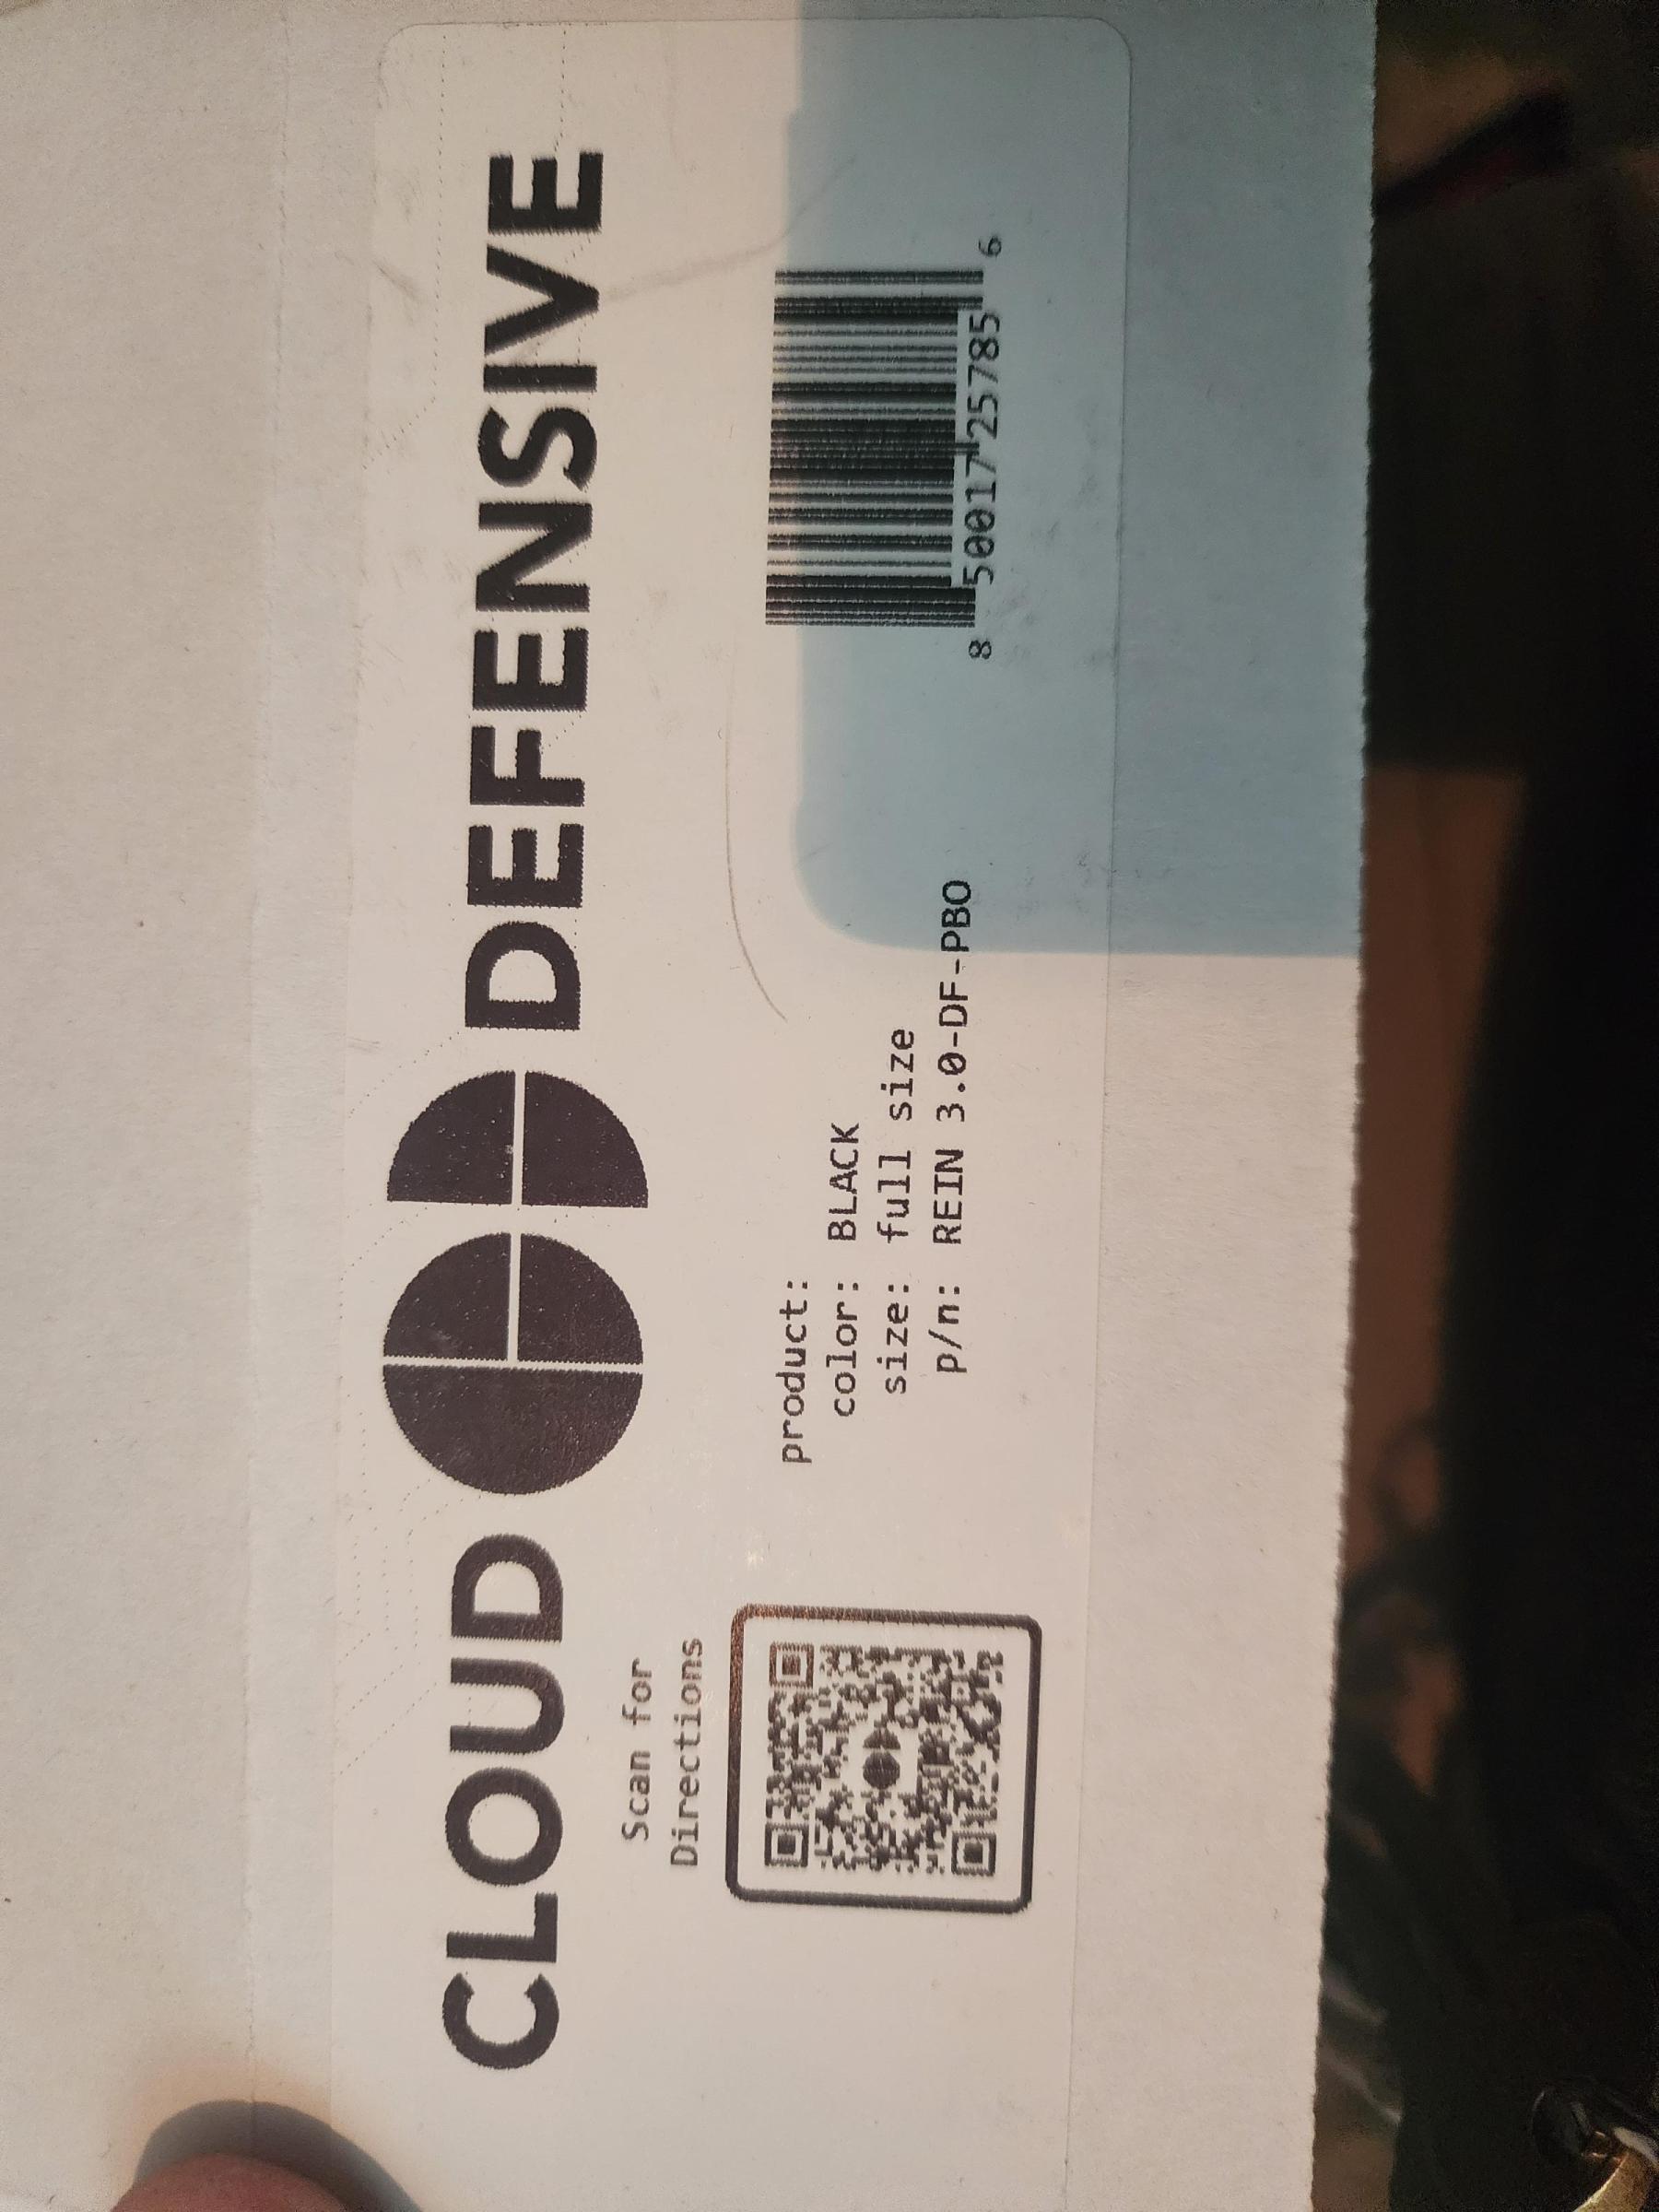 CLOUD DEFENSIVE
Scan for
Directions
product:
color: BLACK
size: full size
p/n: REIN 3.0-DF-PBO
8 50017 25785 6